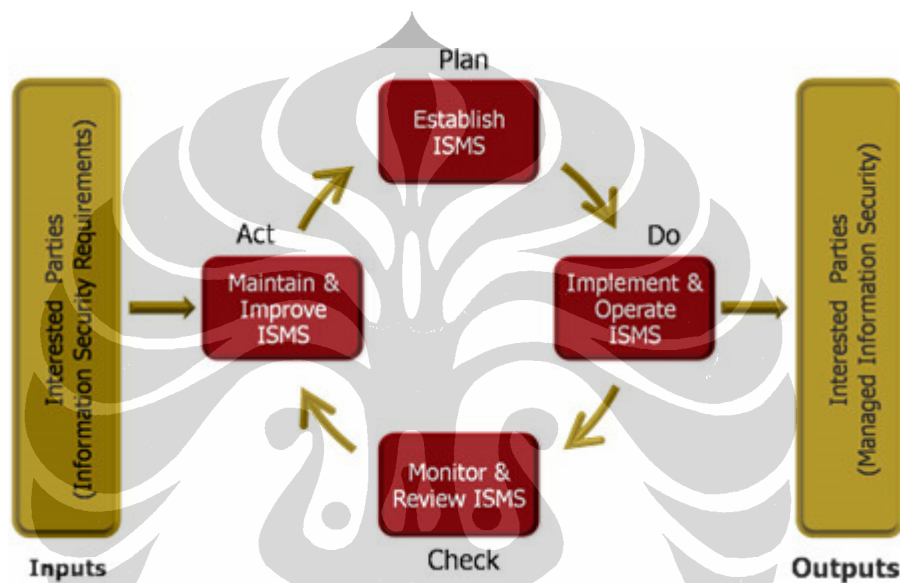 Plan
Establish
ISMS
Interested Parties
(Information Security Requirements)
Act
Maintain &
Improve
ISMS
Do
Implement &
Operate
ISMS
Interested Parties
(Managed Information Security)
Monitor &
Review ISMS
Check
Inputs
Outputs